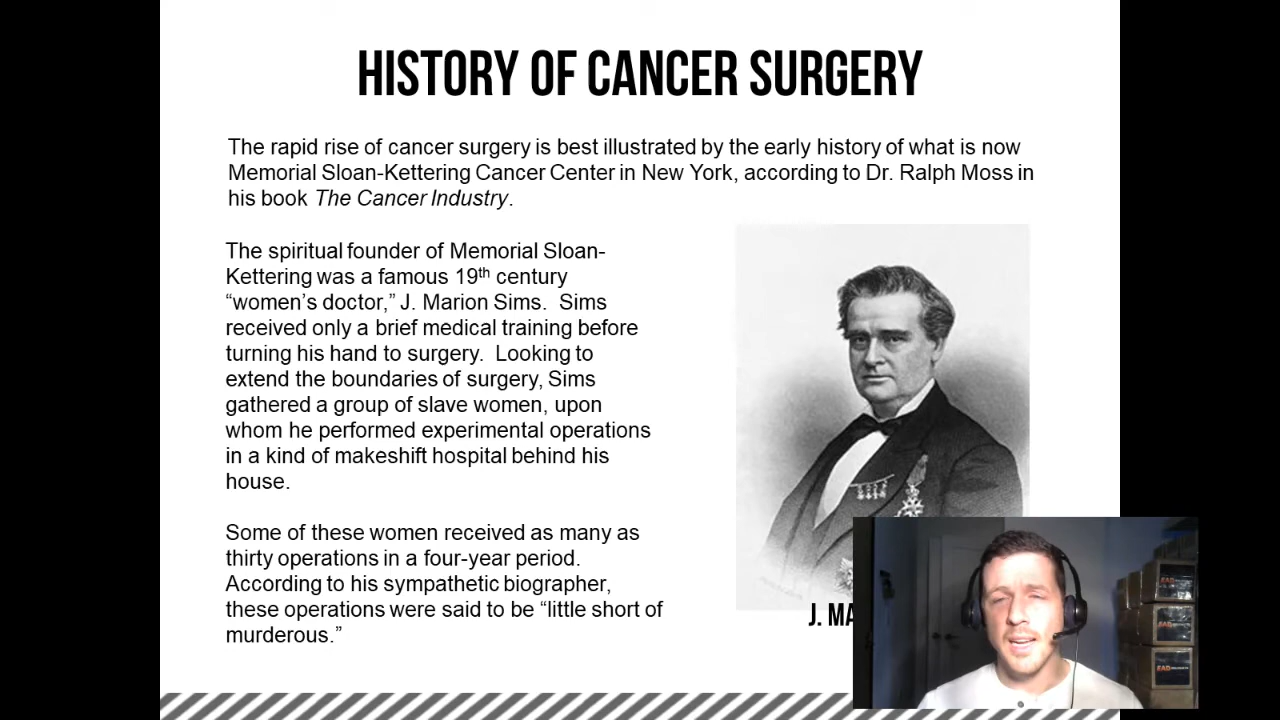 HISTORY OF CANCER SURGERY
The rapid rise of cancer surgery is best illustrated by the early history of what is now
Memorial Sloan-Kettering Cancer Center in New York, according to Dr. Ralph Moss in
his book The Cancer Industry.
The spiritual founder of Memorial Sloan-
Kettering was a famous 19th century
“women’s doctor,” J. Marion Sims.  Sims
received only a brief medical training before
turning his hand to surgery.  Looking to
extend the boundaries of surgery, Sims
gathered a group of slave women, upon
whom he performed experimental operations
in a kind of makeshift hospital behind his
house.
Some of these women received as many as
thirty operations in a four-year period.
According to his sympathetic biographer,
these operations were said to be “little short of
murderous.”
J. MA